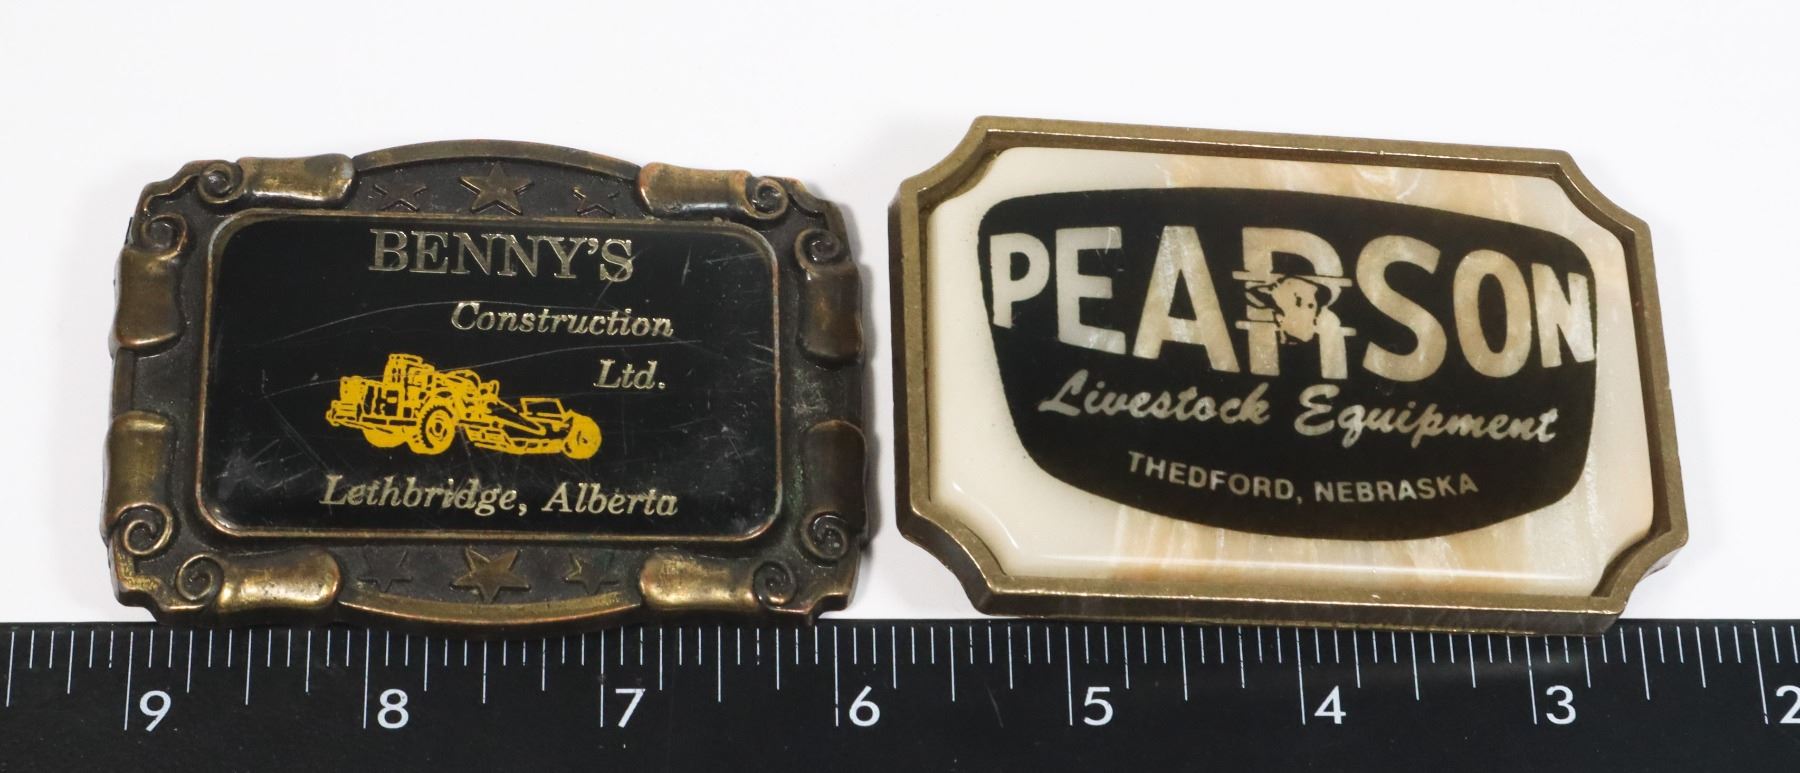 BENNY'S
Construction
Ltd.
Lethbridge, Alberta
PEARSON
Livestock Equipment
THEDFORD, NEBRASKA
9 8 7 6 5 4 3 2